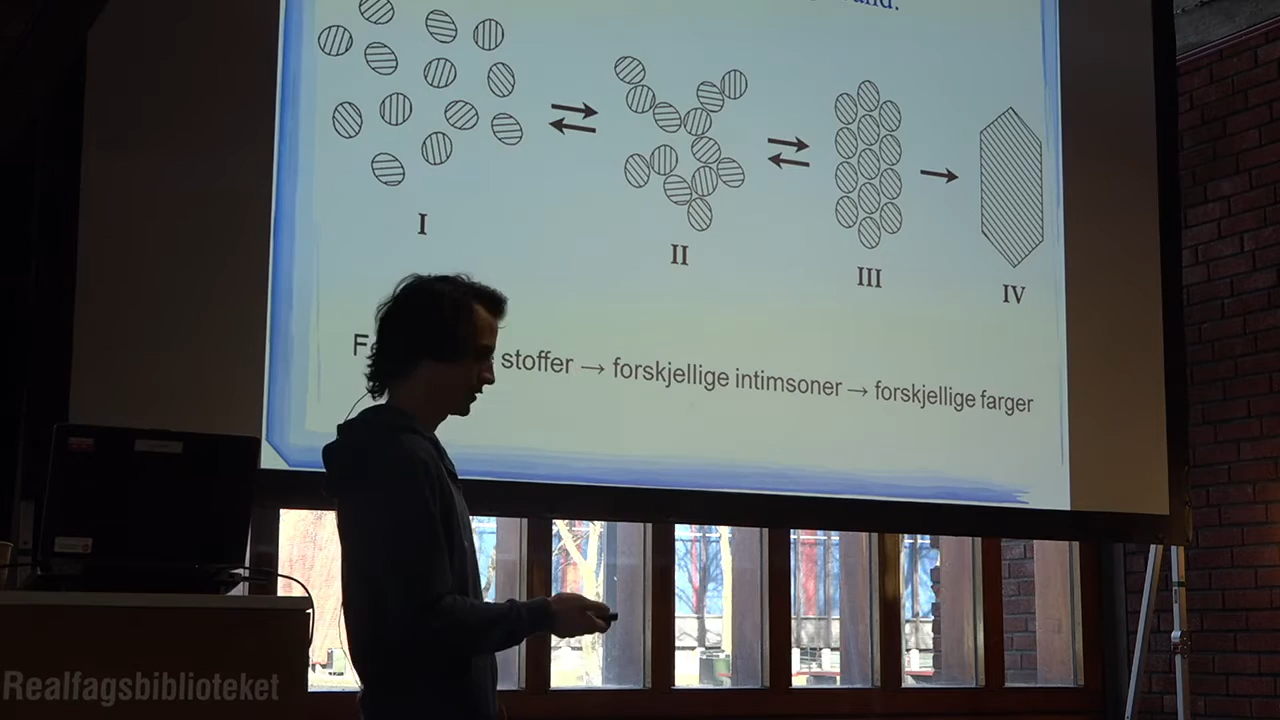 I
II
III
IV
stoffer → forskjellige intimsoner → forskjellige farger
Realfagsbiblioteket